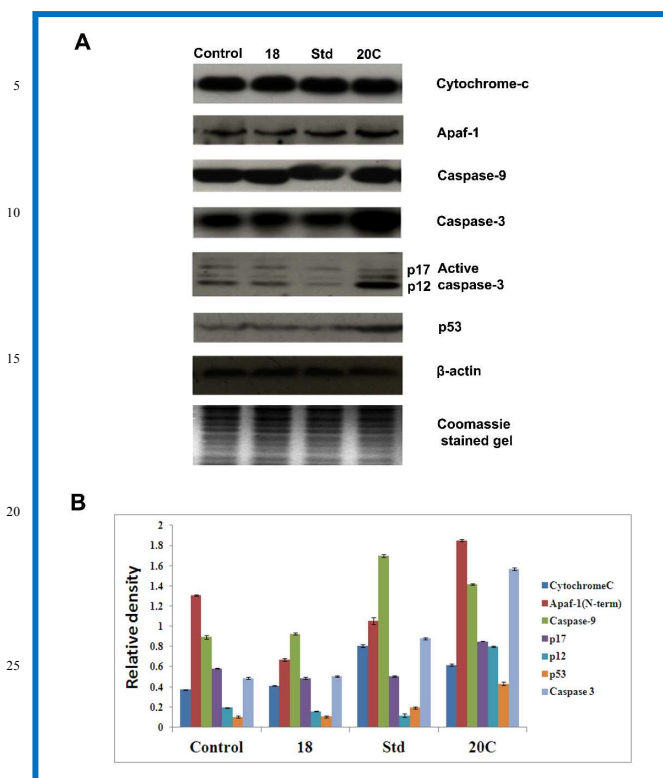 A
Control 18 Std 20C
5
Cytochrome-c
Apaf-1
Caspase-9
10
Caspase-3
p17 Active
p12 caspase-3
p53
15
β-actin
Coomassie
stained gel
B
20
Relative density
2
1.8
1.6
1.4
1.2
1
0.8
0.6
0.4
0.2
0
25
Control 18 Std 20C
CytochromeC
Apaf-1(N-term)
Caspase-9
p17
p12
p53
Caspase 3